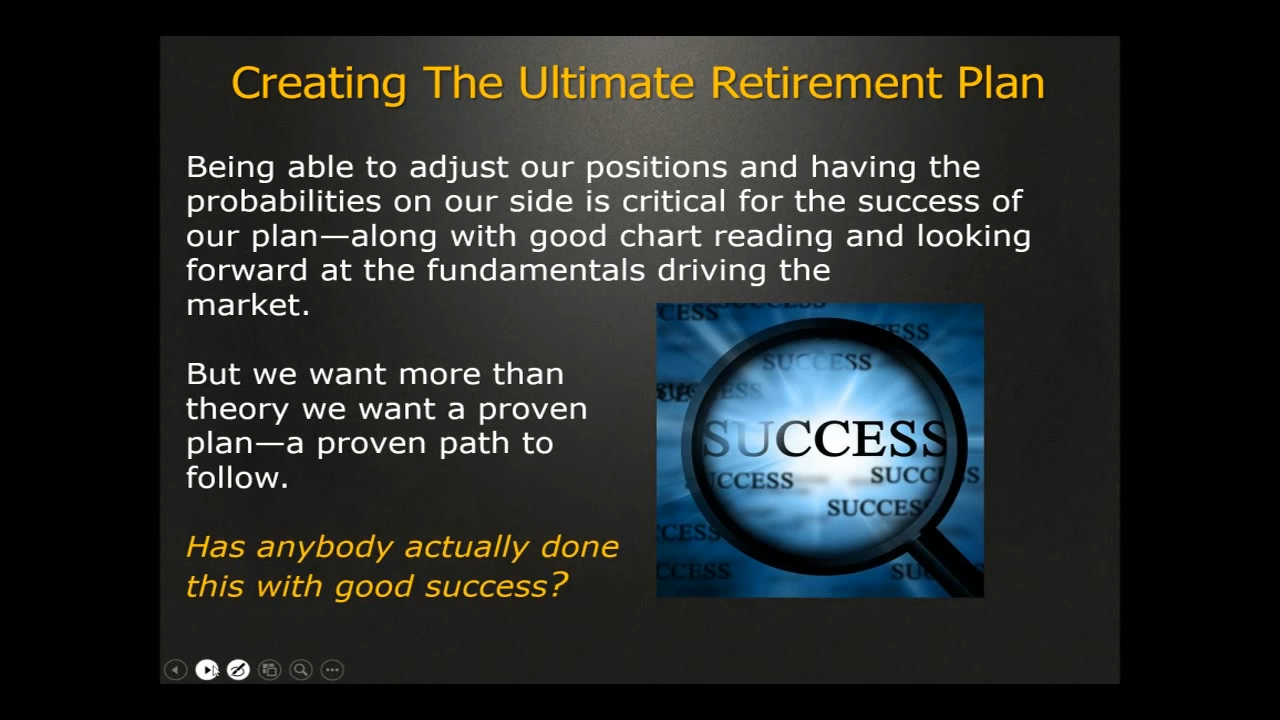 Creating The Ultimate Retirement Plan
Being able to adjust our positions and having the
probabilities on our side is critical for the success of
our plan—along with good chart reading and looking
forward at the fundamentals driving the
market.
But we want more than
theory we want a proven
plan—a proven path to
follow.
Has anybody actually done
this with good success?
SUCCESS
SUCCESS
SUCCESS